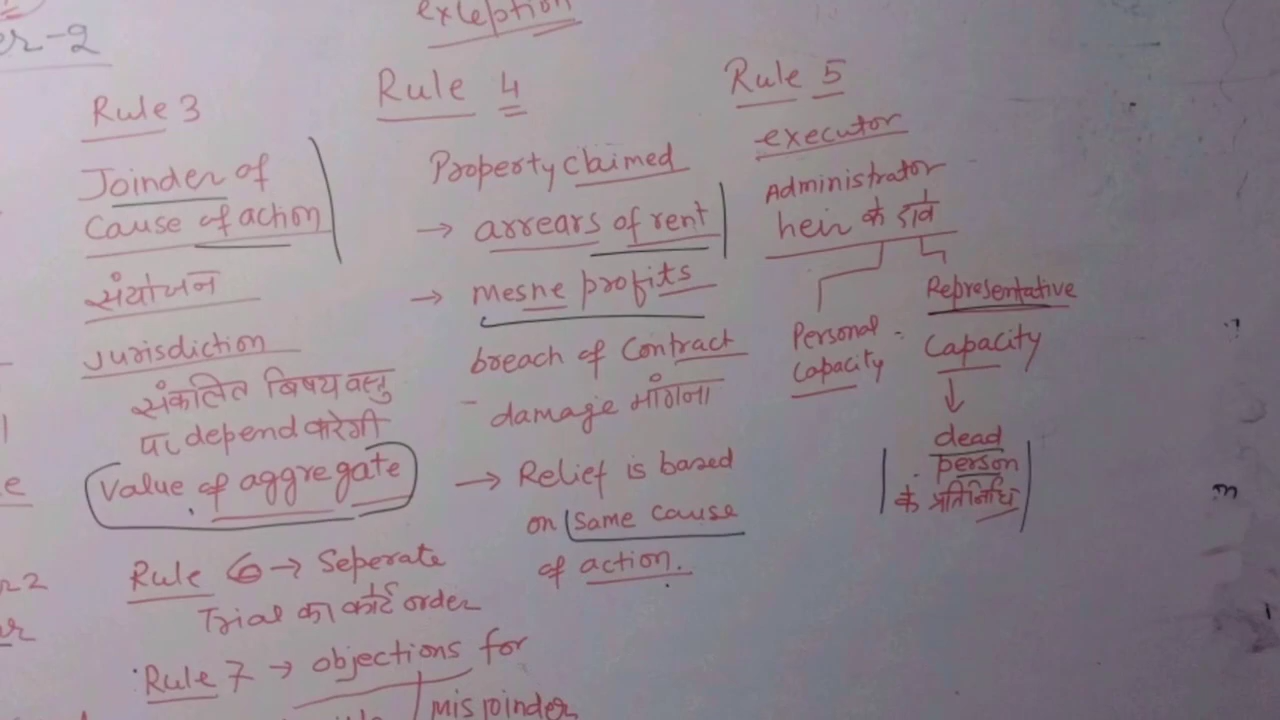 exception
er-2
Rule 3
Joinder of
Cause of action
संयोजन
Jurisdiction
संकलित विषय वस्तु
पर depend करेगी
Value of aggregate
Rule 4
Property claimed
→ arrears of rent
→ mesne profits
breach of Contract
- damage माँगना
→ Relief is based
on same cause
of action.
Rule 5
executor
Administrator
heir के दावे
Personal
Capacity
Representative
Capacity
dead
person
के प्रतिनिधि
Rule 6 → Seperate
Trial का कोर्ट order
Rule 7 → objections for
misjoinder